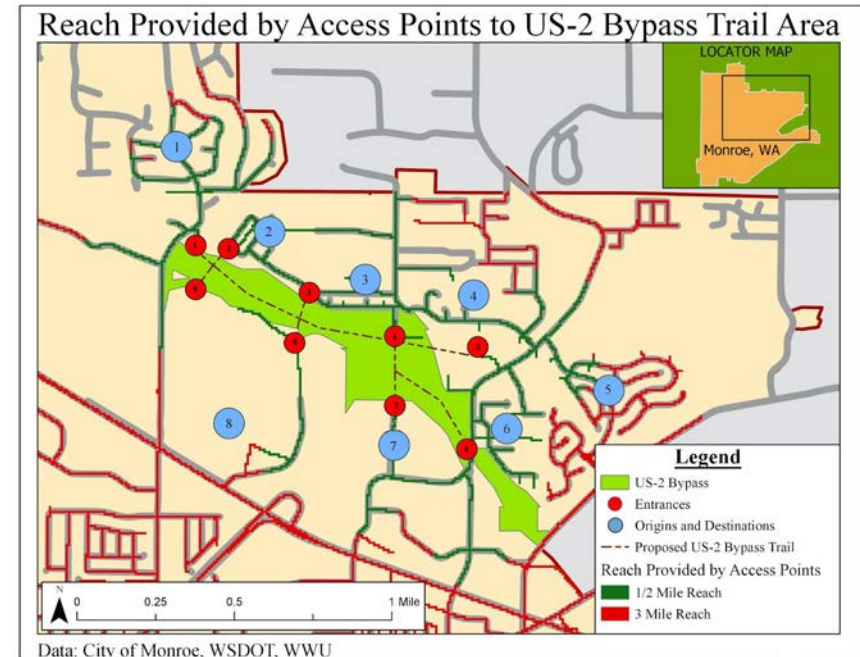 Reach Provided by Access Points to US-2 Bypass Trail Area
LOCATOR MAP
Monroe, WA
1
2
3
4
5
6
7
8
1
2
Legend
US-2 Bypass
Entrances
Origins and Destinations
Proposed US-2 Bypass Trail
Reach Provided by Access Points
1/2 Mile Reach
3 Mile Reach
N
0 0.25 0.5 1 Mile
Data: City of Monroe, WSDOT, WWU